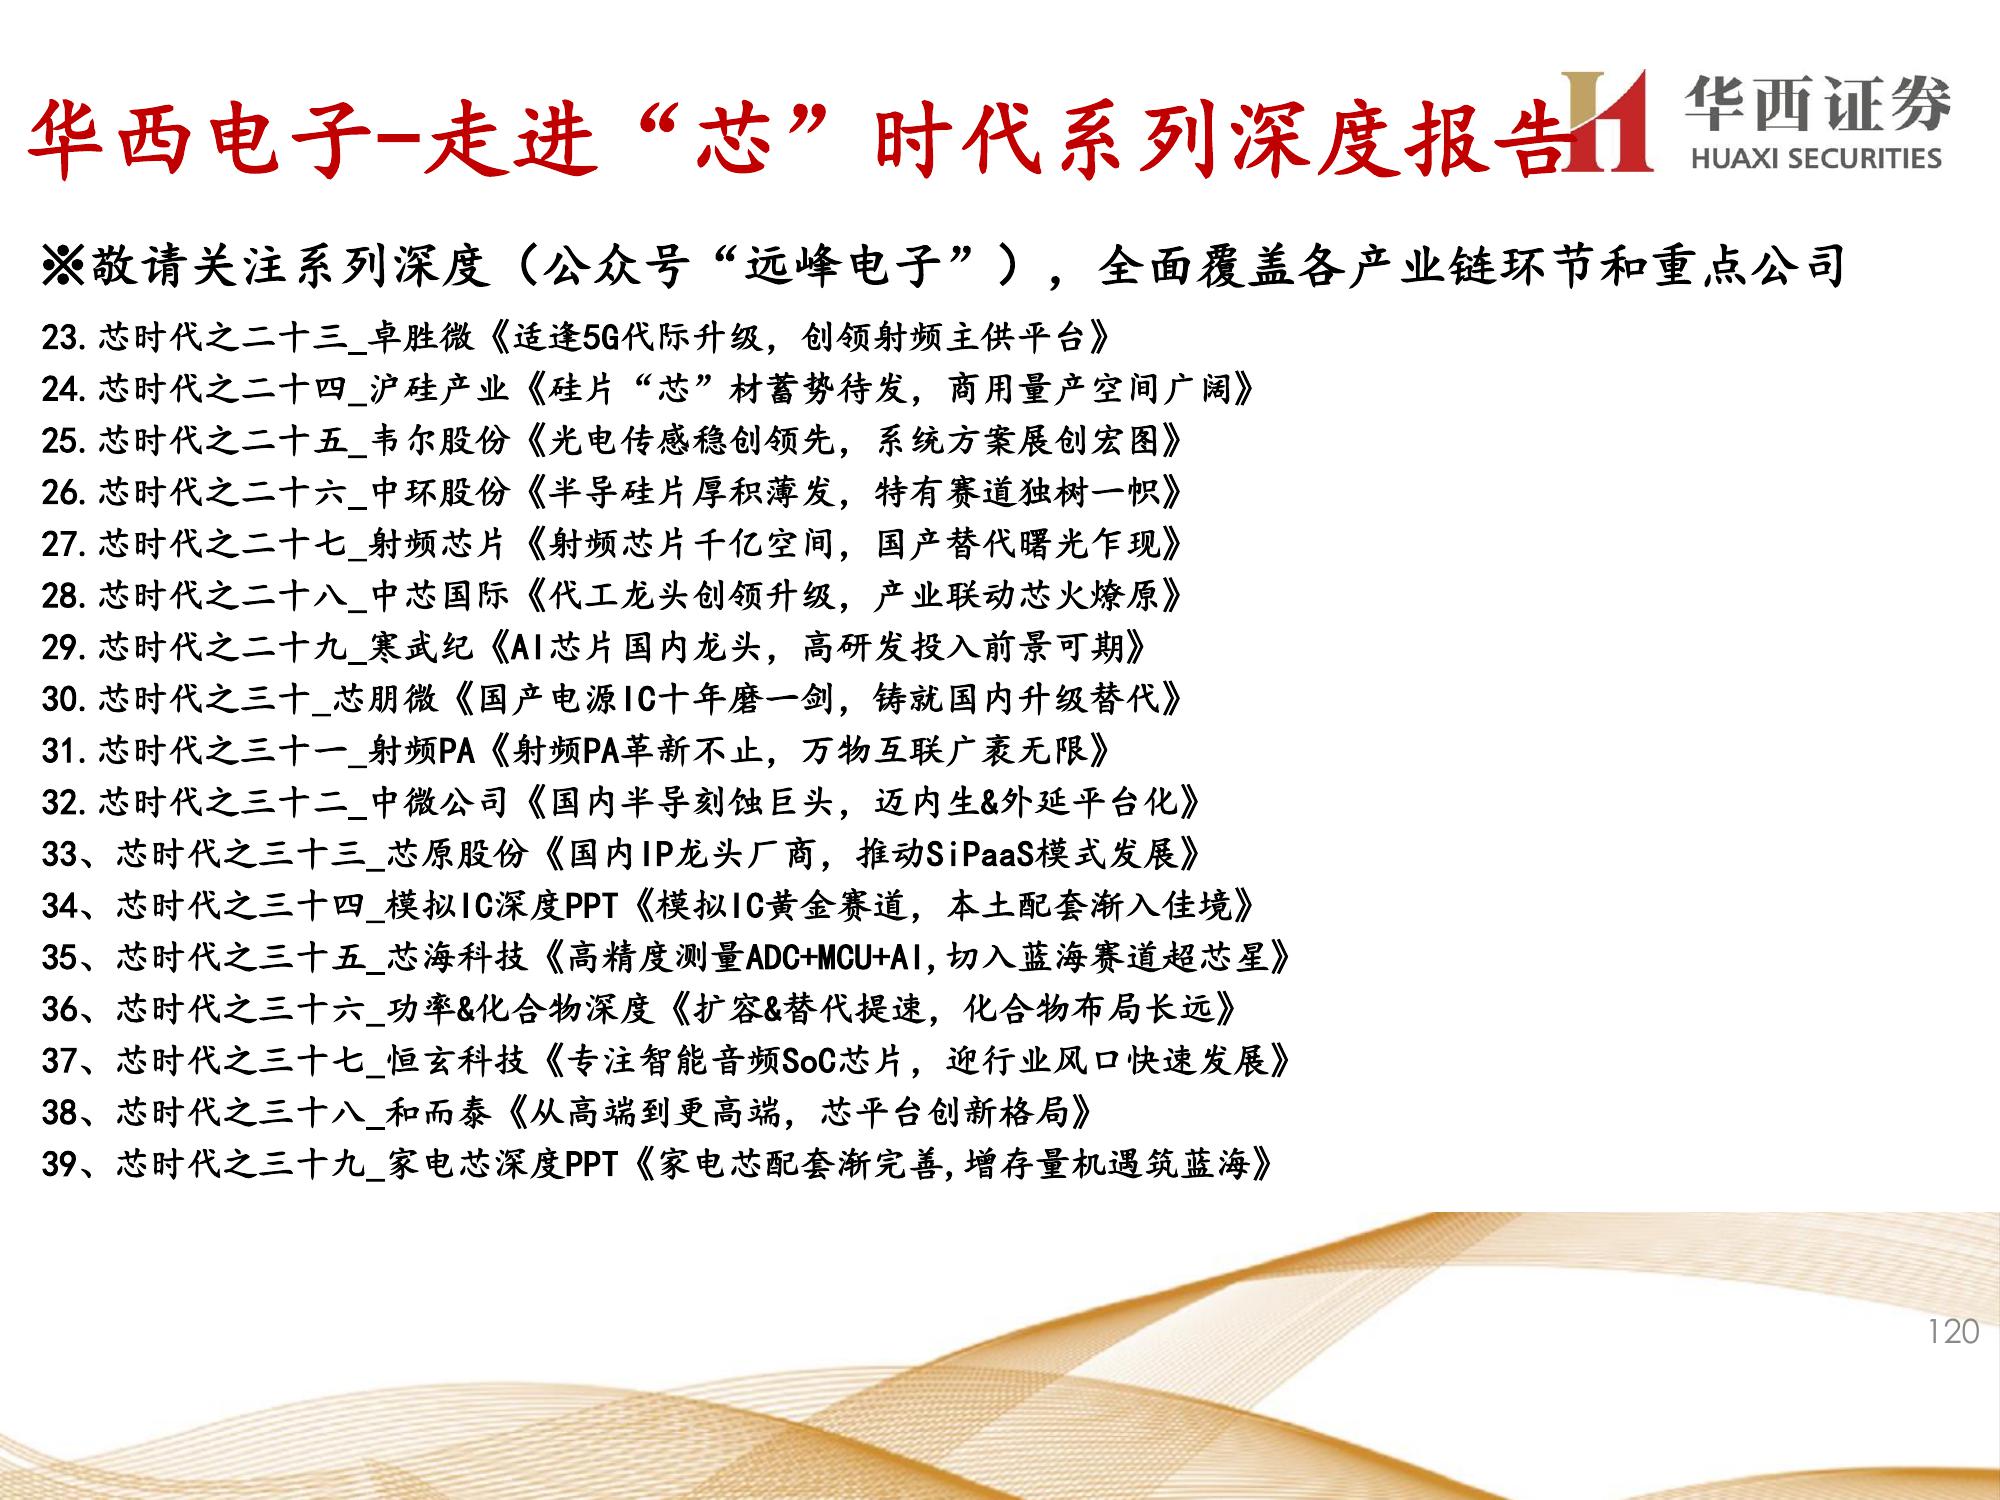 华西电子-走进“芯”时代系列深度报告
华西证券
HUAXI SECURITIES
※敬请关注系列深度（公众号“远峰电子”），全面覆盖各产业链环节和重点公司
23.芯时代之二十三_卓胜微《适逢5G代际升级，创领射频主供平台》
24.芯时代之二十四_沪硅产业《硅片“芯”材蓄势待发，商用量产空间广阔》
25.芯时代之二十五_韦尔股份《光电传感稳创领先，系统方案展创宏图》
26.芯时代之二十六_中环股份《半导硅片厚积薄发，特有赛道独树一帜》
27.芯时代之二十七_射频芯片《射频芯片千亿空间，国产替代曙光乍现》
28.芯时代之二十八_中芯国际《代工龙头创领升级，产业联动芯火燎原》
29.芯时代之二十九_寒武纪《AI芯片国内龙头，高研发投入前景可期》
30.芯时代之三十_芯朋微《国产电源IC十年磨一剑，铸就国内升级替代》
31.芯时代之三十一_射频PA《射频PA革新不止，万物互联广袤无限》
32.芯时代之三十二_中微公司《国内半导刻蚀巨头，迈内生&外延平台化》
33、芯时代之三十三_芯原股份《国内IP龙头厂商，推动SiPaaS模式发展》
34、芯时代之三十四_模拟IC深度PPT《模拟IC黄金赛道，本土配套渐入佳境》
35、芯时代之三十五_芯海科技《高精度测量ADC+MCU+AI,切入蓝海赛道超芯星》
36、芯时代之三十六_功率&化合物深度《扩容&替代提速，化合物布局长远》
37、芯时代之三十七_恒玄科技《专注智能音频SoC芯片，迎行业风口快速发展》
38、芯时代之三十八_和而泰《从高端到更高端，芯平台创新格局》
39、芯时代之三十九_家电芯深度PPT《家电芯配套渐完善,增存量机遇筑蓝海》
120